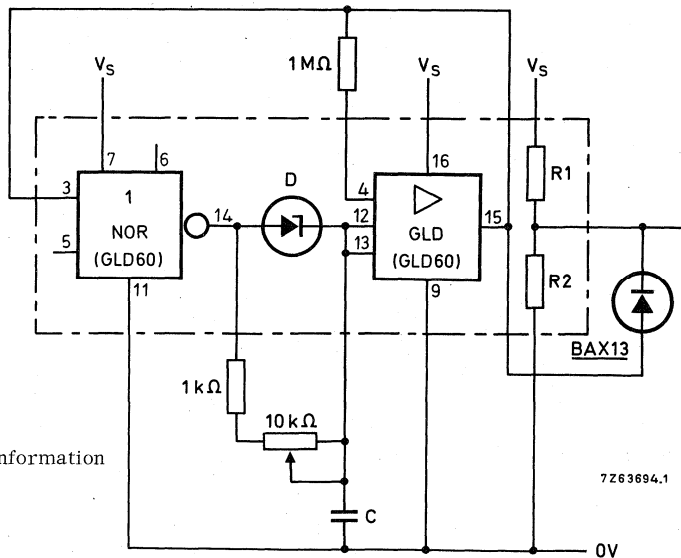 1MΩ
VS
VS
VS
7
6
16
3
1
NOR
(GLD60)
14
D
4
12
13
GLD
(GLD60)
15
R1
5
11
9
R2
BAX13
1kΩ
10kΩ
nformation
7Z63694.1
C
0V